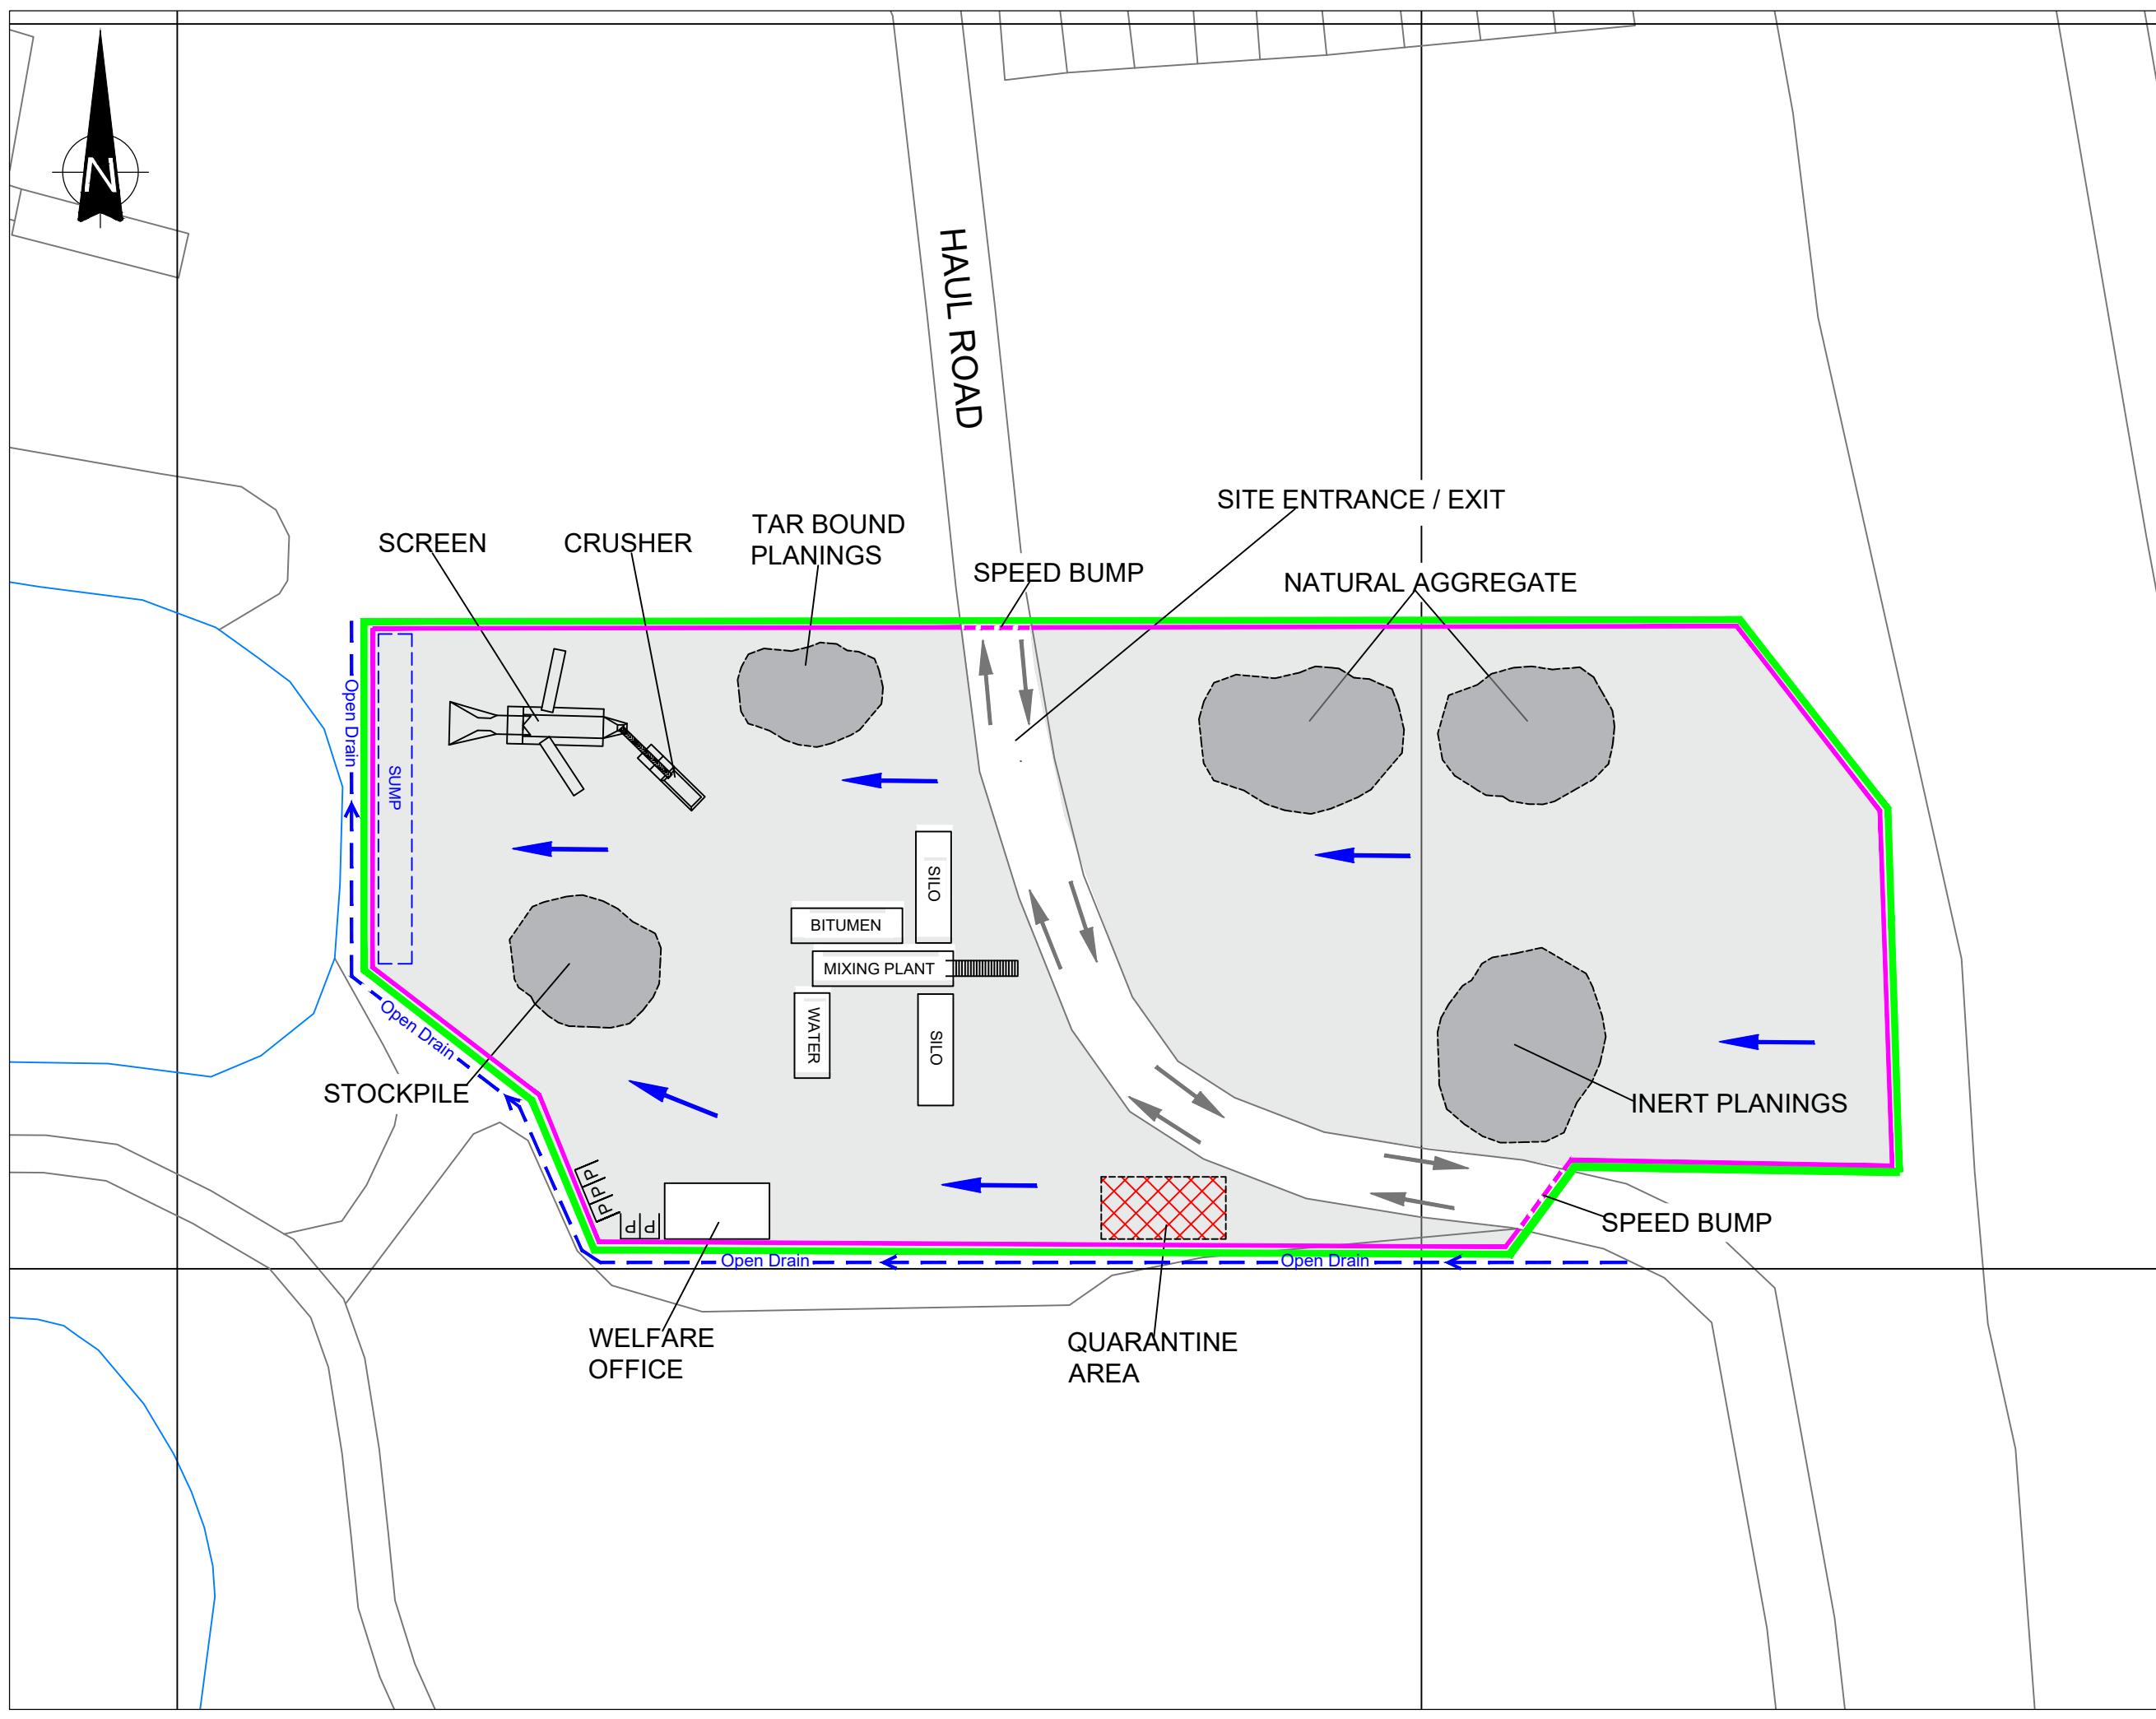 N
HAUL ROAD
SITE ENTRANCE / EXIT
TAR BOUND
PLANINGS
SCREEN
CRUSHER
SPEED BUMP
NATURAL AGGREGATE
Open Drain
SUMP
SILO
BITUMEN
MIXING PLANT
WATER
SILO
Open Drain
STOCKPILE
INERT PLANINGS
P
P
P
P
P
SPEED BUMP
Open Drain
Open Drain
WELFARE
OFFICE
QUARANTINE
AREA